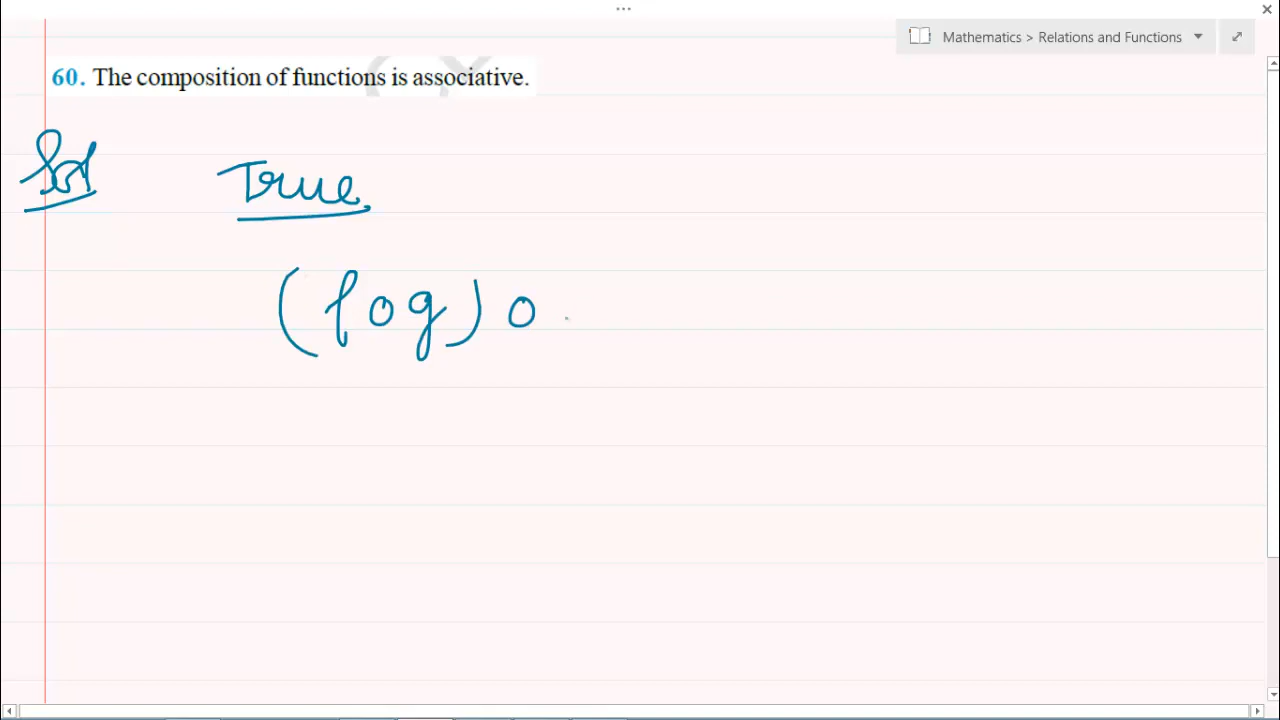 Mathematics > Relations and Functions
60. The composition of functions is associative.
Sol
True
(fog) o